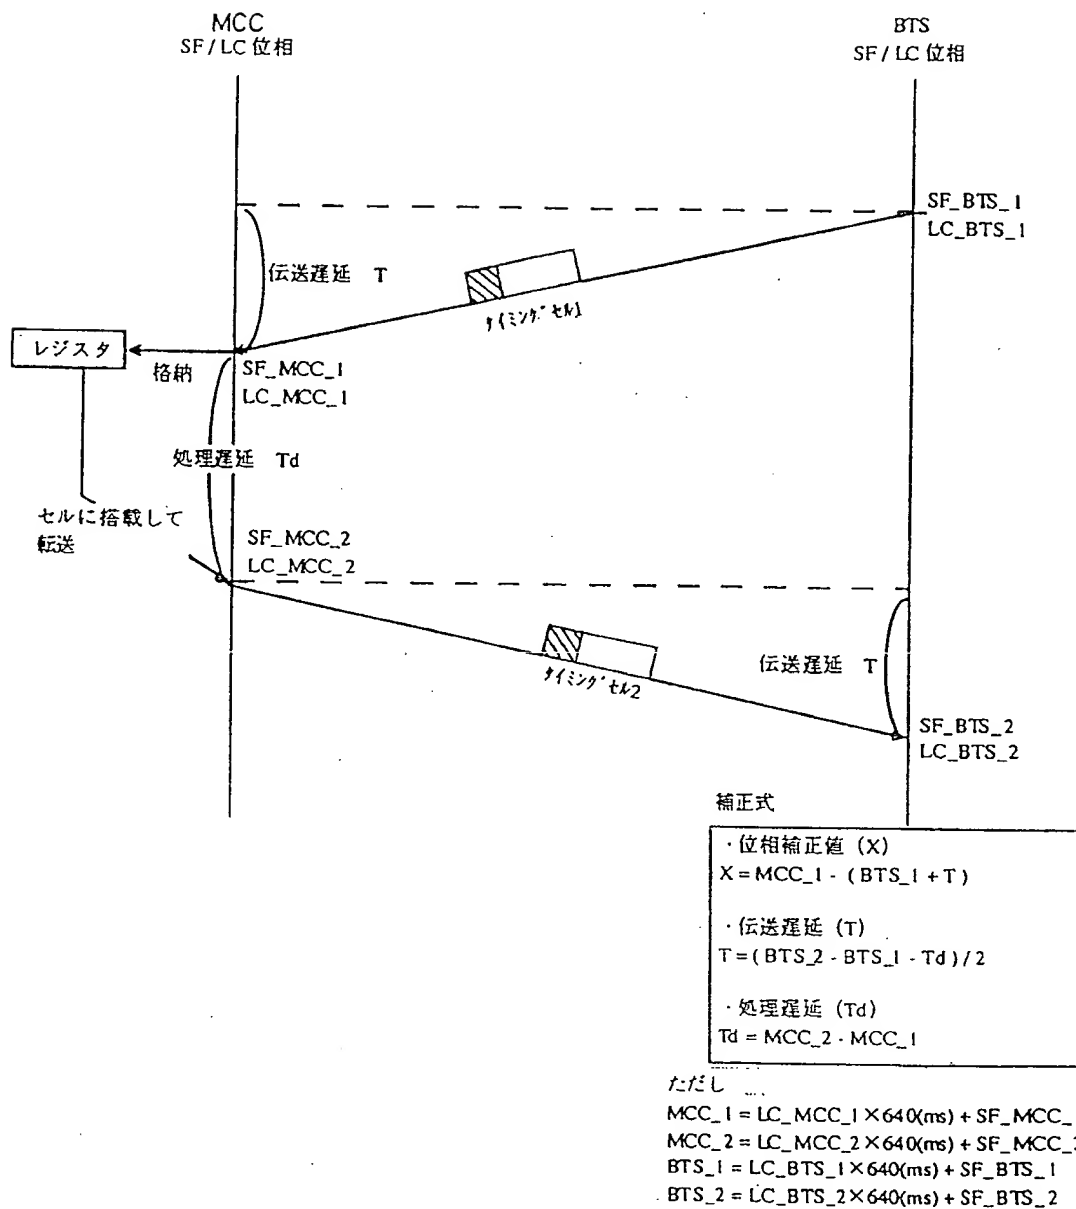 MCC
SF/LC 位相
BTS
SF/LC 位相
SF_BTS_1
LC_BTS_1
伝送遅延 T
タイミングセル1
レジスタ
格納
SF_MCC_1
LC_MCC_1
処理遅延 Td
セルに搭載して
転送
SF_MCC_2
LC_MCC_2
タイミングセル2
伝送遅延 T
SF_BTS_2
LC_BTS_2
補正式
・位相補正値 (X)
X = MCC_1 - ( BTS_1 + T )
・伝送遅延 (T)
T = ( BTS_2 - BTS_1 - Td ) / 2
・処理遅延 (Td)
Td = MCC_2 - MCC_1
ただし
MCC_1 = LC_MCC_1×640(ms) + SF_MCC_
MCC_2 = LC_MCC_2×640(ms) + SF_MCC_2
BTS_1 = LC_BTS_1×640(ms) + SF_BTS_1
BTS_2 = LC_BTS_2×640(ms) + SF_BTS_2